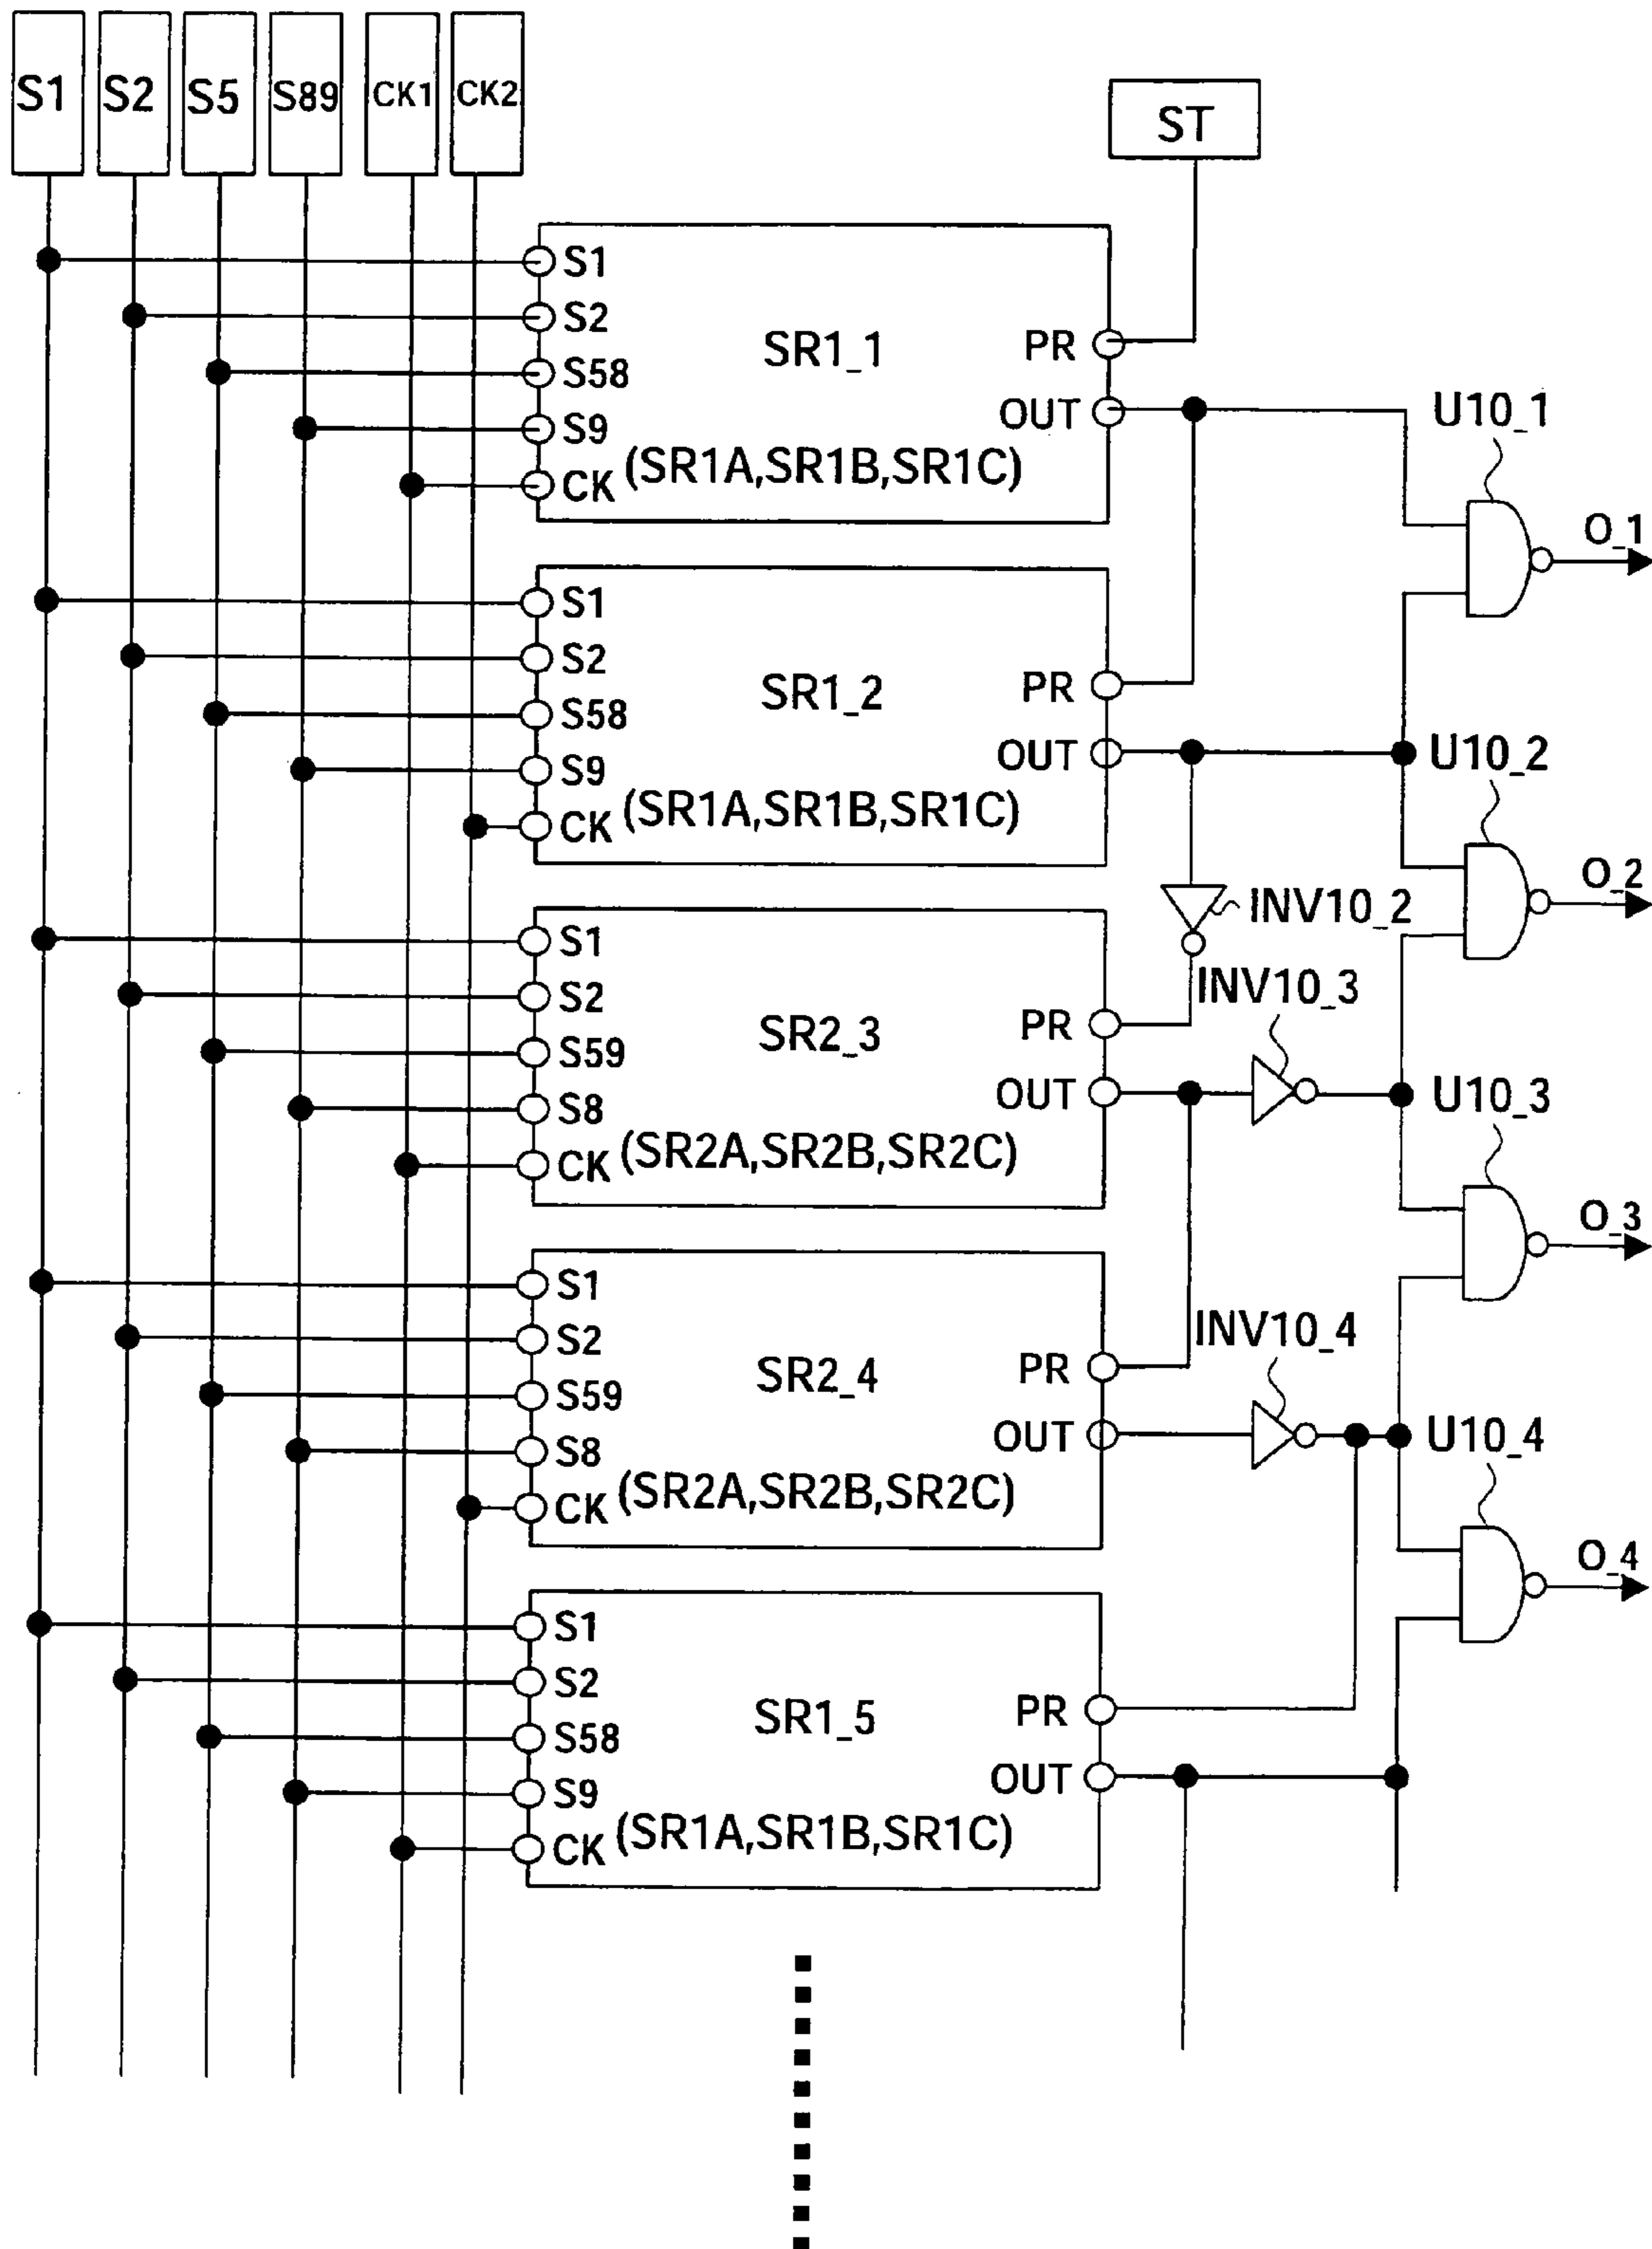 S1 S2 S5 S89 CK1 CK2
ST
S1
S2
SR1_1
PR
S58
OUT
U10_1
S9
(SR1A,SR1B,SR1C)
CK
O_1
S1
S2
SR1_2
PR
S58
OUT
U10_2
S9
(SR1A,SR1B,SR1C)
CK
O_2
INV10_2
S1
INV10_3
S2
SR2_3
PR
S59
OUT
U10_3
S8
(SR2A,SR2B,SR2C)
CK
O_3
S1
INV10_4
S2
SR2_4
PR
S59
OUT
U10_4
S8
(SR2A,SR2B,SR2C)
CK
O_4
S1
S2
SR1_5
PR
S58
OUT
S9
(SR1A,SR1B,SR1C)
CK